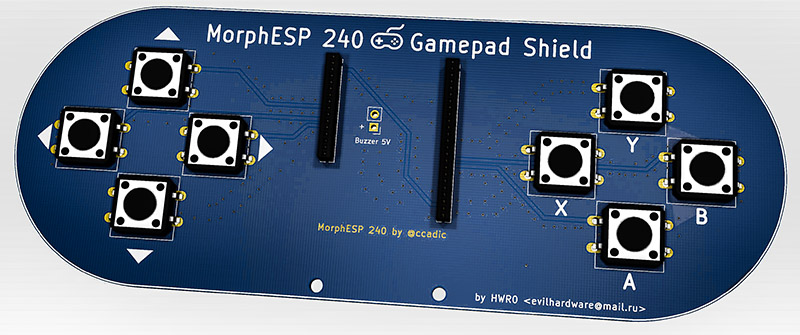 MorphESP 240 Gamepad Shield
+
Buzzer 5V
Y
X
B
A
MorphESP 240 by @ccadic
by HWR0 <evilhardware@mail.ru>